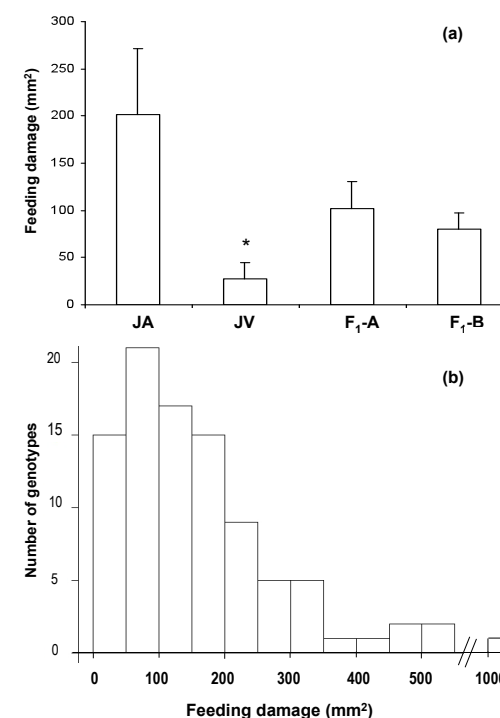 (a)
Feeding damage (mm²)
300
250
200
150
100
50
0
*
JA JV F₁-A F₁-B
(b)
Number of genotypes
20
15
10
5
0
0 100 200 300 400 500 1000
Feeding damage (mm²)